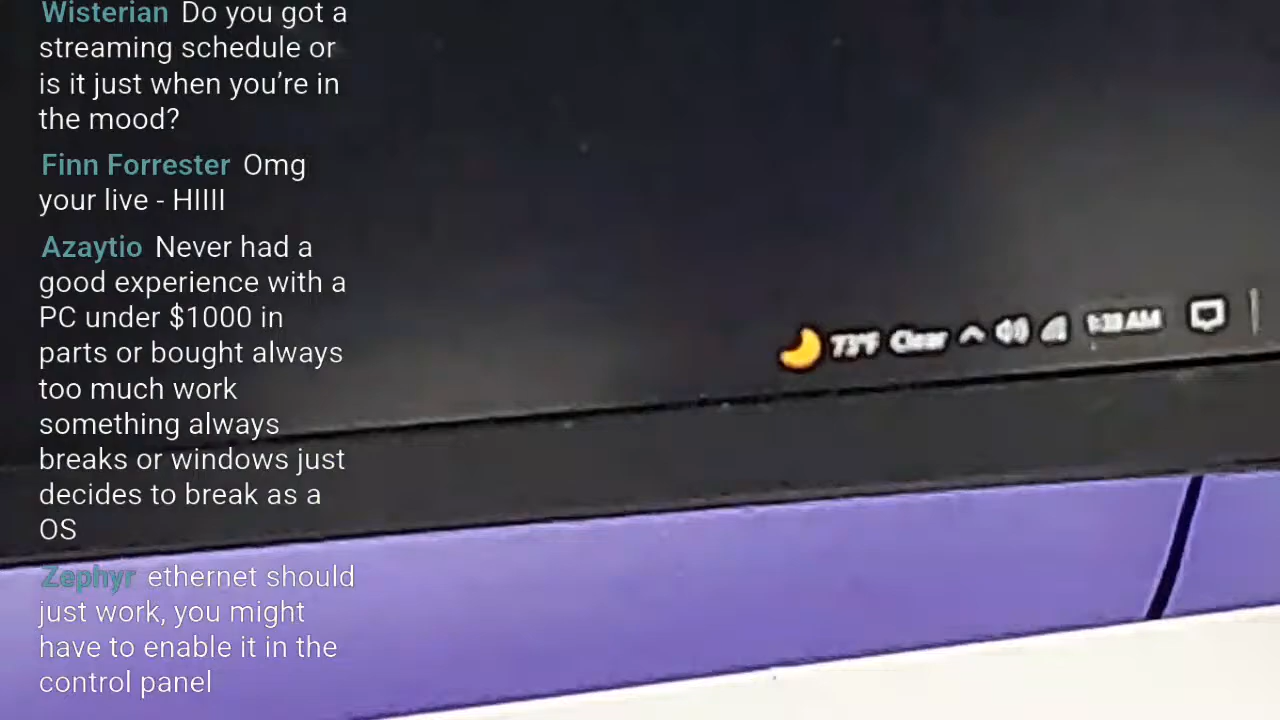 Wisterian Do you got a
streaming schedule or
is it just when you’re in
the mood?
Finn Forrester Omg
your live - HIIII
Azaytio Never had a
good experience with a
PC under $1000 in
parts or bought always
too much work
something always
breaks or windows just
decides to break as a
OS
Zephyr ethernet should
just work, you might
have to enable it in the
control panel
73°F Clear AM